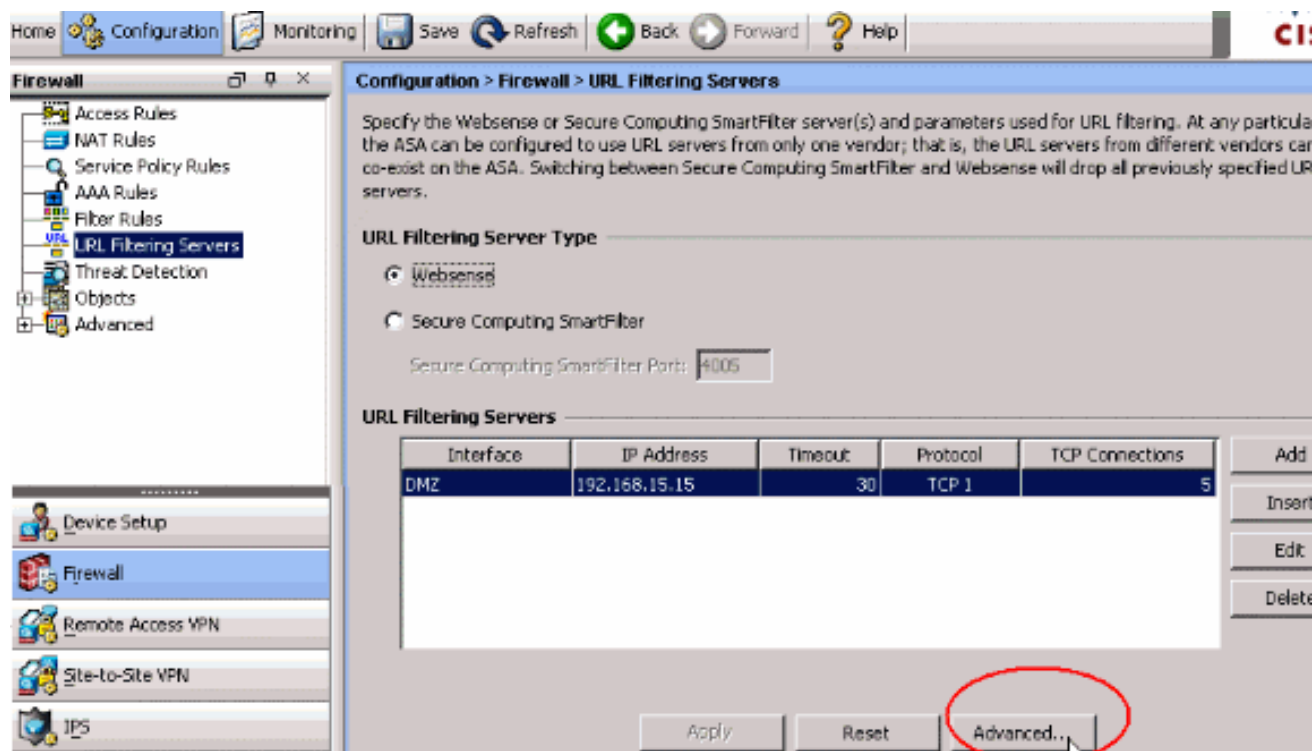 Home Configuration Monitoring Save Refresh Back Forward Help
Firewall
Access Rules
NAT Rules
Service Policy Rules
AAA Rules
Filter Rules
URL Filtering Servers
Threat Detection
Objects
Advanced
Device Setup
Firewall
Remote Access VPN
Site-to-Site VPN
IPS
Configuration > Firewall > URL Filtering Servers
Specify the Websense or Secure Computing SmartFilter server(s) and parameters used for URL filtering. At any particula
the ASA can be configured to use URL servers from only one vendor; that is, the URL servers from different vendors can
co-exist on the ASA. Switching between Secure Computing SmartFilter and Websense will drop all previously specified UR
servers.
URL Filtering Server Type
Websense
Secure Computing SmartFilter
Secure Computing SmartFilter Port: 4005
URL Filtering Servers
Interface IP Address Timeout Protocol TCP Connections
DMZ 192.168.15.15 30 TCP 1 5
Add
Insert
Edit
Delete
Apply Reset Advanced...